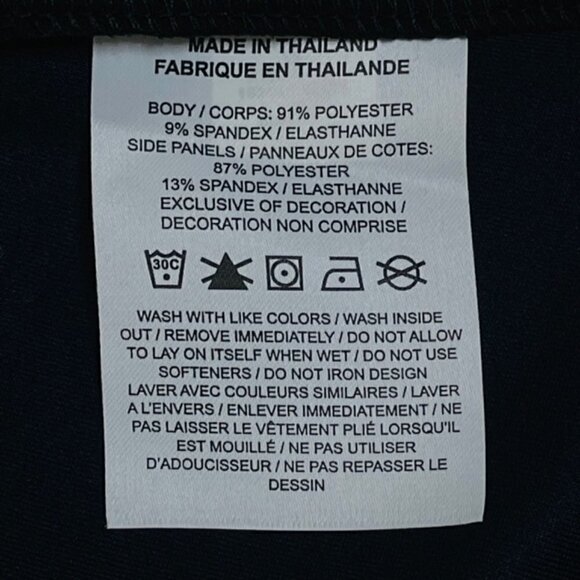 MADE IN THAILAND
FABRIQUE EN THAILANDE
BODY / CORPS: 91% POLYESTER
9% SPANDEX / ELASTHANNE
SIDE PANELS / PANNEAUX DE COTES:
87% POLYESTER
13% SPANDEX / ELASTHANNE
EXCLUSIVE OF DECORATION /
DECORATION NON COMPRISE
30C
WASH WITH LIKE COLORS / WASH INSIDE
OUT / REMOVE IMMEDIATELY / DO NOT ALLOW
TO LAY ON ITSELF WHEN WET / DO NOT USE
SOFTENERS / DO NOT IRON DESIGN
LAVER AVEC COULEURS SIMILAIRES / LAVER
A L'ENVERS / ENLEVER IMMEDIATEMENT / NE
PAS LAISSER LE VÊTEMENT PLIÉ LORSQU'IL
EST MOUILLÉ / NE PAS UTILISER
D'ADOUCISSEUR / NE PAS REPASSER LE
DESSIN